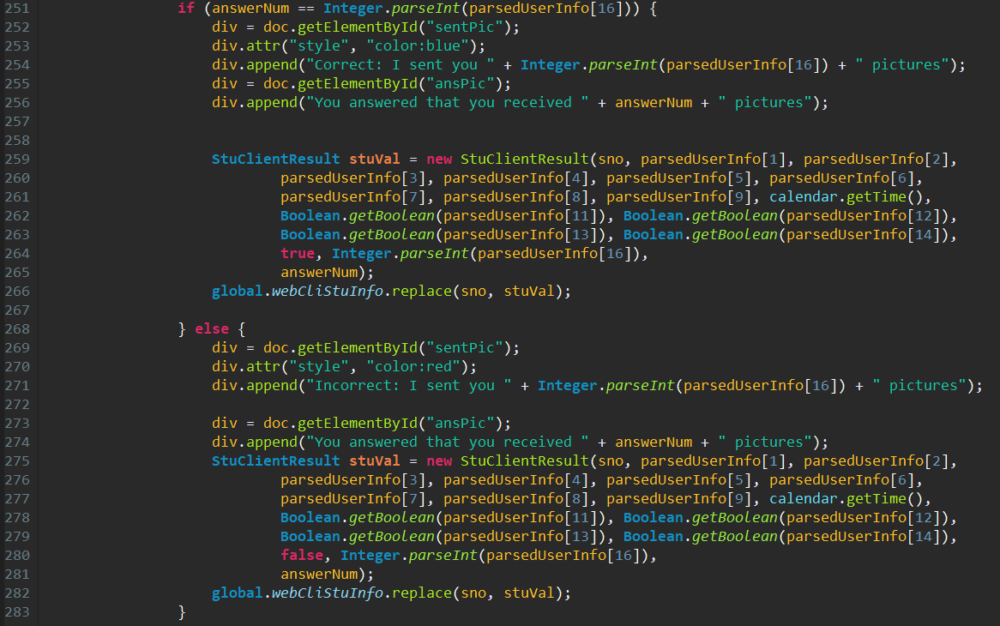 251 if (answerNum == Integer.parseInt(parsedUserInfo[16])) {
252 div = doc.getElementById("sentPic");
253 div.attr("style", "color:blue");
254 div.append("Correct: I sent you " + Integer.parseInt(parsedUserInfo[16]) + " pictures");
255 div = doc.getElementById("ansPic");
256 div.append("You answered that you received " + answerNum + " pictures");
257
258
259 StuClientResult stuVal = new StuClientResult(sno, parsedUserInfo[1], parsedUserInfo[2],
260 parsedUserInfo[3], parsedUserInfo[4], parsedUserInfo[5], parsedUserInfo[6],
261 parsedUserInfo[7], parsedUserInfo[8], parsedUserInfo[9], calendar.getTime(),
262 Boolean.getBoolean(parsedUserInfo[11]), Boolean.getBoolean(parsedUserInfo[12]),
263 Boolean.getBoolean(parsedUserInfo[13]), Boolean.getBoolean(parsedUserInfo[14]),
264 true, Integer.parseInt(parsedUserInfo[16]),
265 answerNum);
266 global.webCliStuInfo.replace(sno, stuVal);
267
268 } else {
269 div = doc.getElementById("sentPic");
270 div.attr("style", "color:red");
271 div.append("Incorrect: I sent you " + Integer.parseInt(parsedUserInfo[16]) + " pictures");
272
273 div = doc.getElementById("ansPic");
274 div.append("You answered that you received " + answerNum + " pictures");
275 StuClientResult stuVal = new StuClientResult(sno, parsedUserInfo[1], parsedUserInfo[2],
276 parsedUserInfo[3], parsedUserInfo[4], parsedUserInfo[5], parsedUserInfo[6],
277 parsedUserInfo[7], parsedUserInfo[8], parsedUserInfo[9], calendar.getTime(),
278 Boolean.getBoolean(parsedUserInfo[11]), Boolean.getBoolean(parsedUserInfo[12]),
279 Boolean.getBoolean(parsedUserInfo[13]), Boolean.getBoolean(parsedUserInfo[14]),
280 false, Integer.parseInt(parsedUserInfo[16]),
281 answerNum);
282 global.webCliStuInfo.replace(sno, stuVal);
283 }